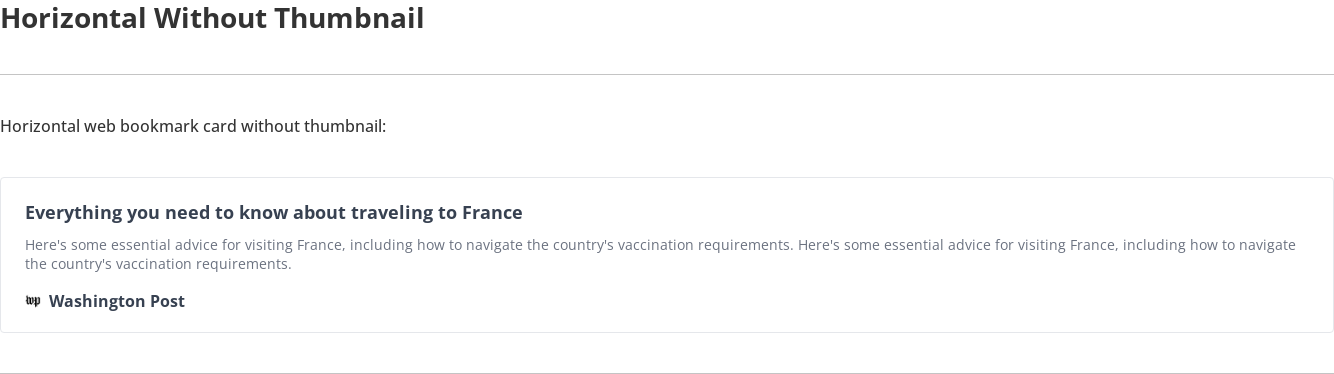 Horizontal Without Thumbnail
Horizontal web bookmark card without thumbnail:
Everything you need to know about traveling to France
Here's some essential advice for visiting France, including how to navigate the country's vaccination requirements. Here's some essential advice for visiting France, including how to navigate
the country's vaccination requirements.
wp Washington Post